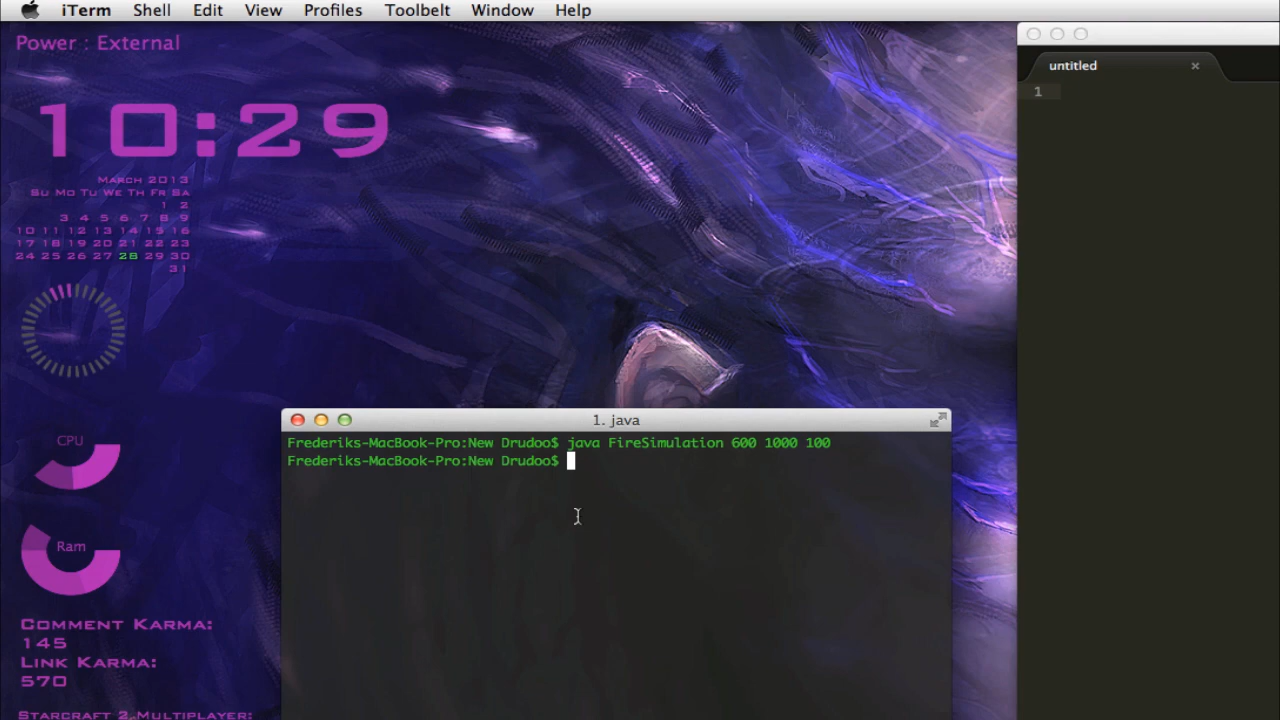 iTerm Shell Edit View Profiles Toolbelt Window Help
Power : External
10:29
March 2013
Su Mo Tu We Th Fr Sa
1 2
3 4 5 6 7 8 9
10 11 12 13 14 15 16
17 18 19 20 21 22 23
24 25 26 27 28 29 30
31
CPU
Ram
Comment Karma:
145
Link Karma:
570
Starcraft 2 Multiplayer:
1. java
Frederiks-MacBook-Pro:New Drudoo$ java FireSimulation 600 1000 100
Frederiks-MacBook-Pro:New Drudoo$
untitled
1